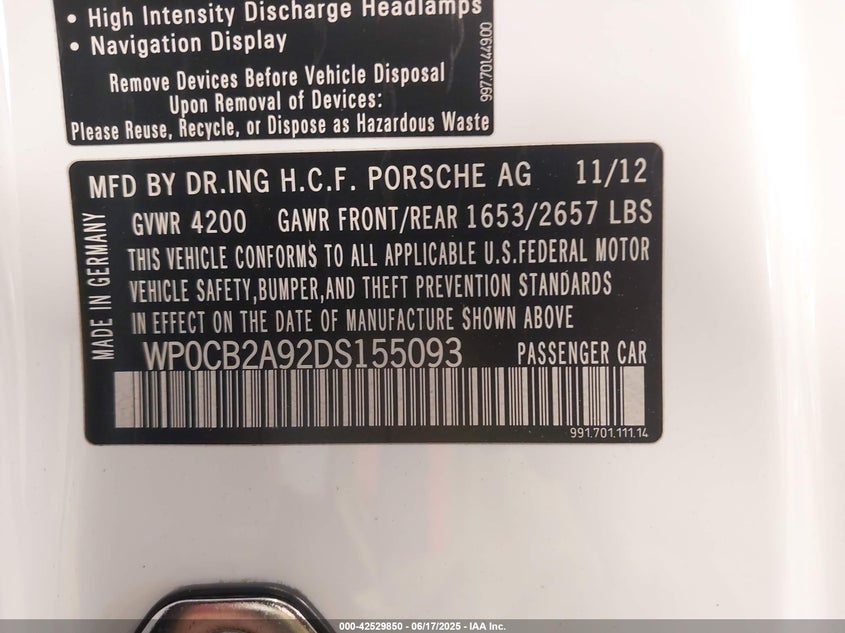 • High Intensity Discharge Headlamps
• Navigation Display
Remove Devices Before Vehicle Disposal
Upon Removal of Devices:
Please Reuse, Recycle, or Dispose as Hazardous Waste
99770144900
MFD BY DR.ING H.C.F. PORSCHE AG 11/12
GVWR 4200 GAWR FRONT/REAR 1653/2657 LBS
THIS VEHICLE CONFORMS TO ALL APPLICABLE U.S.FEDERAL MOTOR
VEHICLE SAFETY,BUMPER,AND THEFT PREVENTION STANDARDS
IN EFFECT ON THE DATE OF MANUFACTURE SHOWN ABOVE
MADE IN GERMANY
WP0CB2A92DS155093 PASSENGER CAR
991.701.111.14
000-42529850 - 06/17/2025 - IAA Inc.